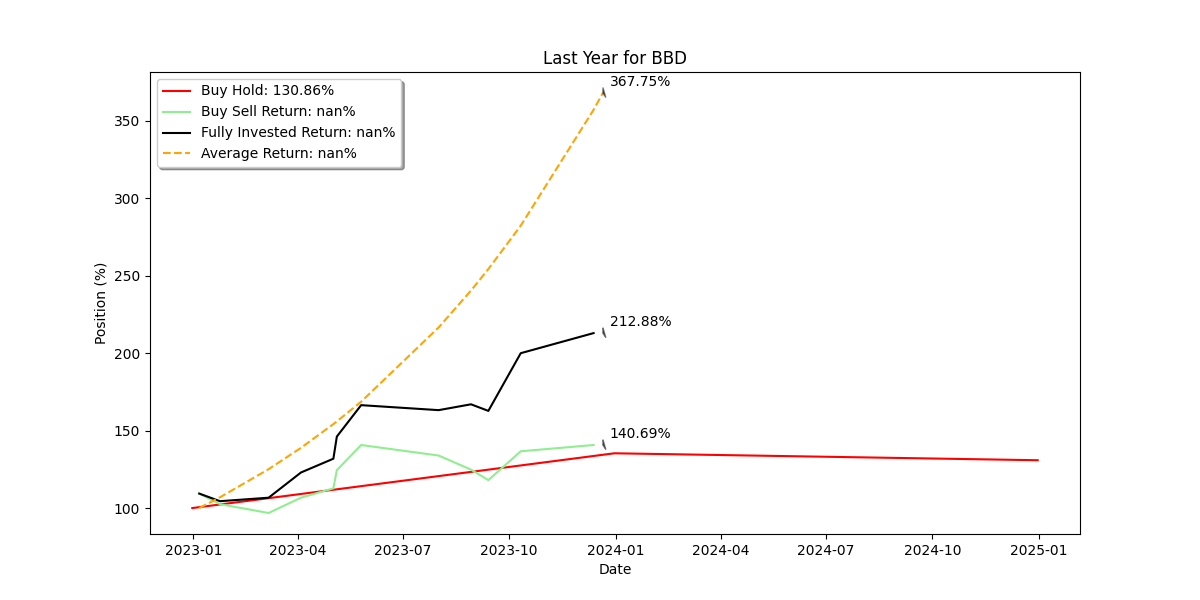 Last Year for BBD
367.75%
Buy Hold: 130.86%
Buy Sell Return: nan%
Fully Invested Return: nan%
Average Return: nan%
350
300
250
212.88%
200
150
140.69%
100
Position (%)
2023-01 2023-04 2023-07 2023-10 2024-01 2024-04 2024-07 2024-10 2025-01
Date